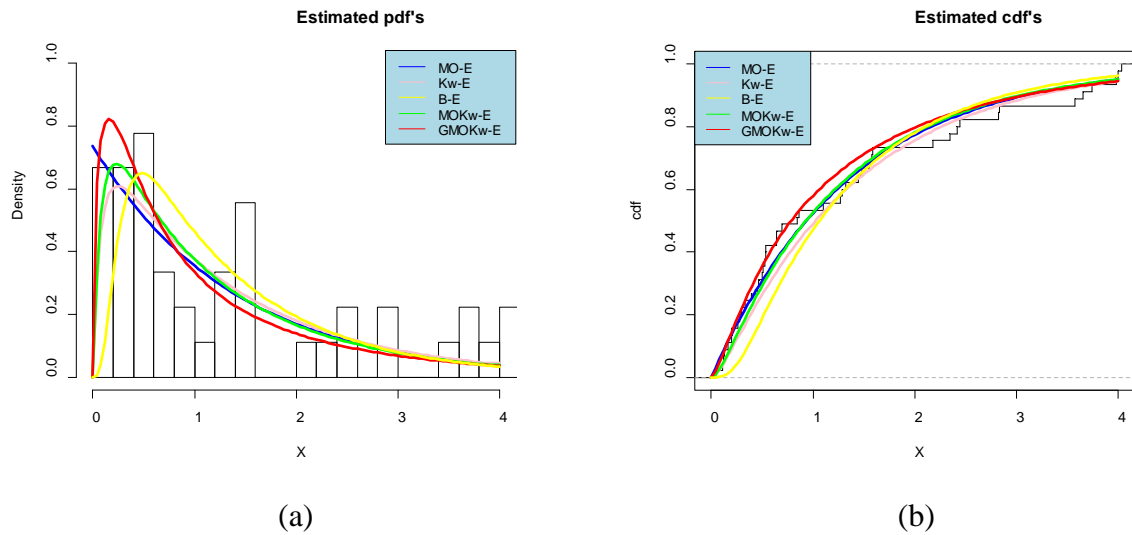 Estimated pdf's
Density
0.0 0.2 0.4 0.6 0.8 1.0
MO-E
Kw-E
B-E
MOKw-E
GMOKw-E
0 1 2 3 4
X
(a)
Estimated cdf's
cdf
0.0 0.2 0.4 0.6 0.8 1.0
MO-E
Kw-E
B-E
MOKw-E
GMOKw-E
0 1 2 3 4
X
(b)